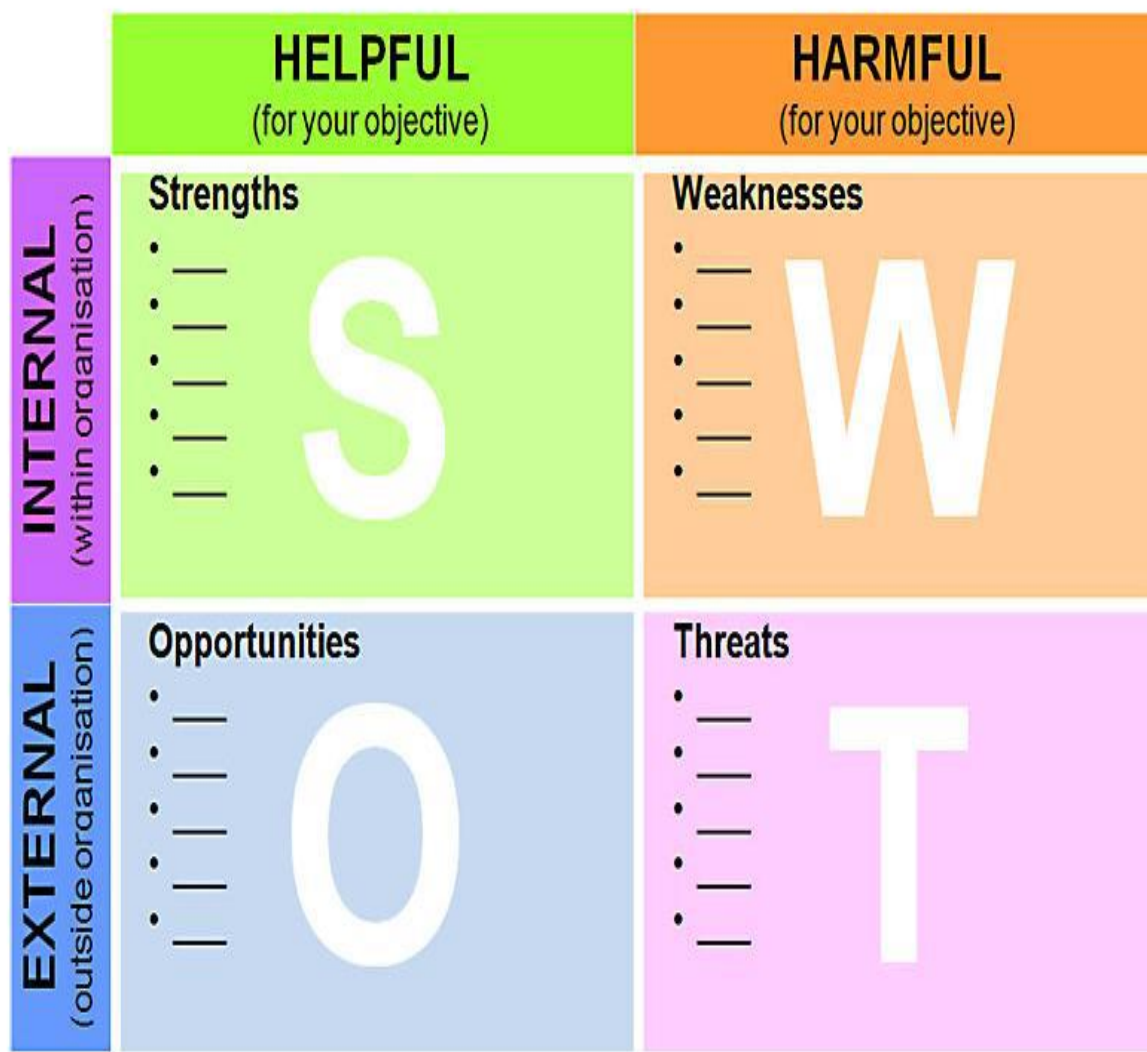 HELPFUL
(for your objective)
HARMFUL
(for your objective)
INTERNAL
(within organisation)
Strengths
•
•
•
•
•
S
Weaknesses
•
•
•
•
•
W
EXTERNAL
(outside organisation)
Opportunities
•
•
•
•
•
O
Threats
•
•
•
•
•
T